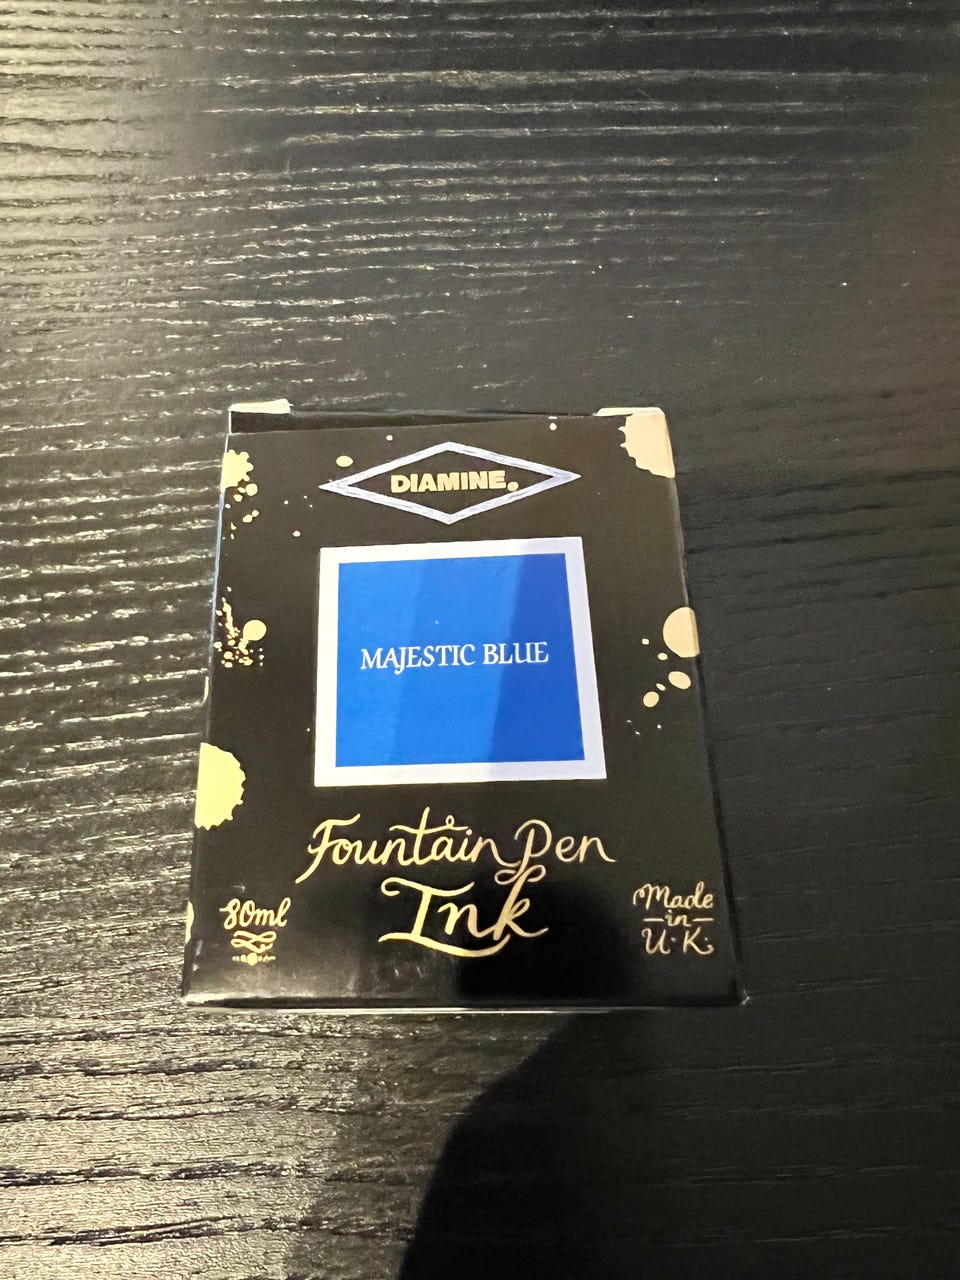 DIAMINE®
MAJESTIC BLUE
Fountain Pen
Ink
80ml
Made
in
U.K.